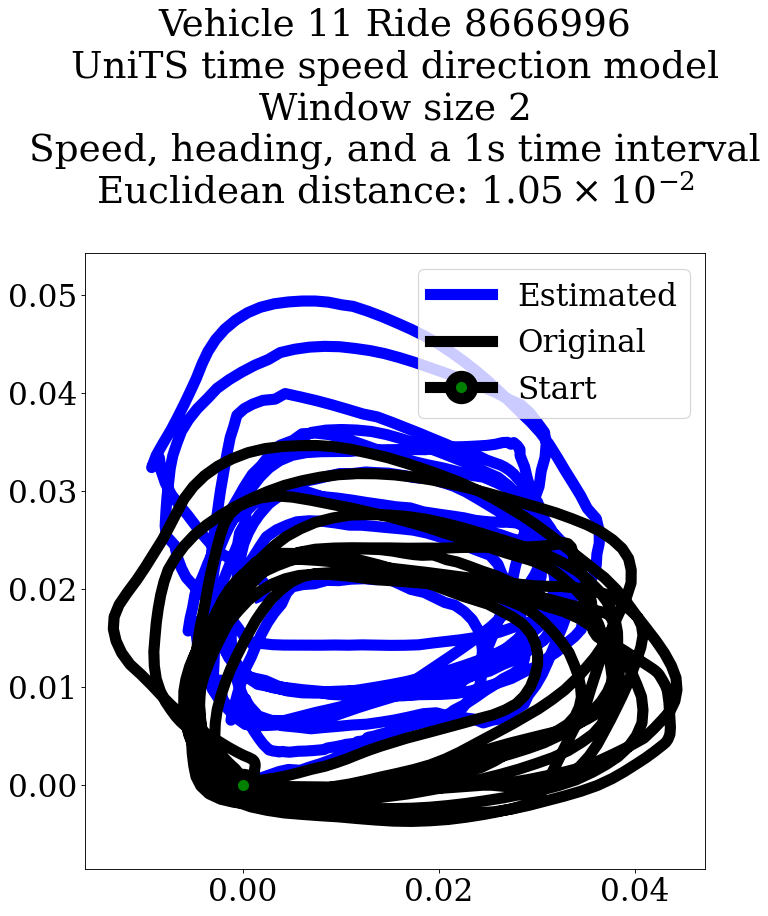 Vehicle 11 Ride 8666996
UniTS time speed direction model
Window size 2
Speed, heading, and a 1s time interval
Euclidean distance: 1.05 × 10⁻²
Estimated
Original
Start
0.05
0.04
0.03
0.02
0.01
0.00
0.00 0.02 0.04